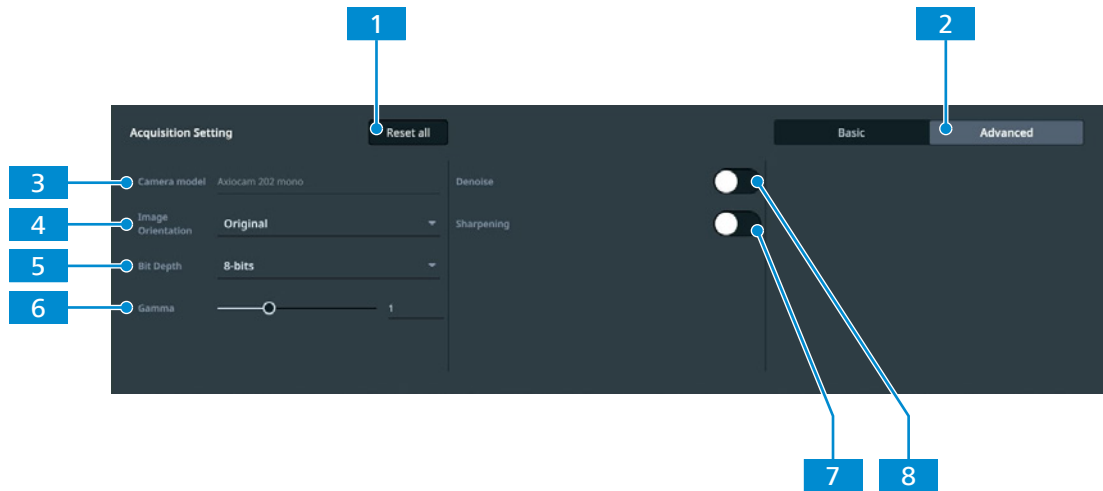 1
2
Acquisition Setting
Reset all
Basic
Advanced
3
Camera model
Axiocam 202 mono
Denoise
4
Image
Orientation
Original
Sharpening
5
Bit Depth
8-bits
6
Gamma
1
7
8